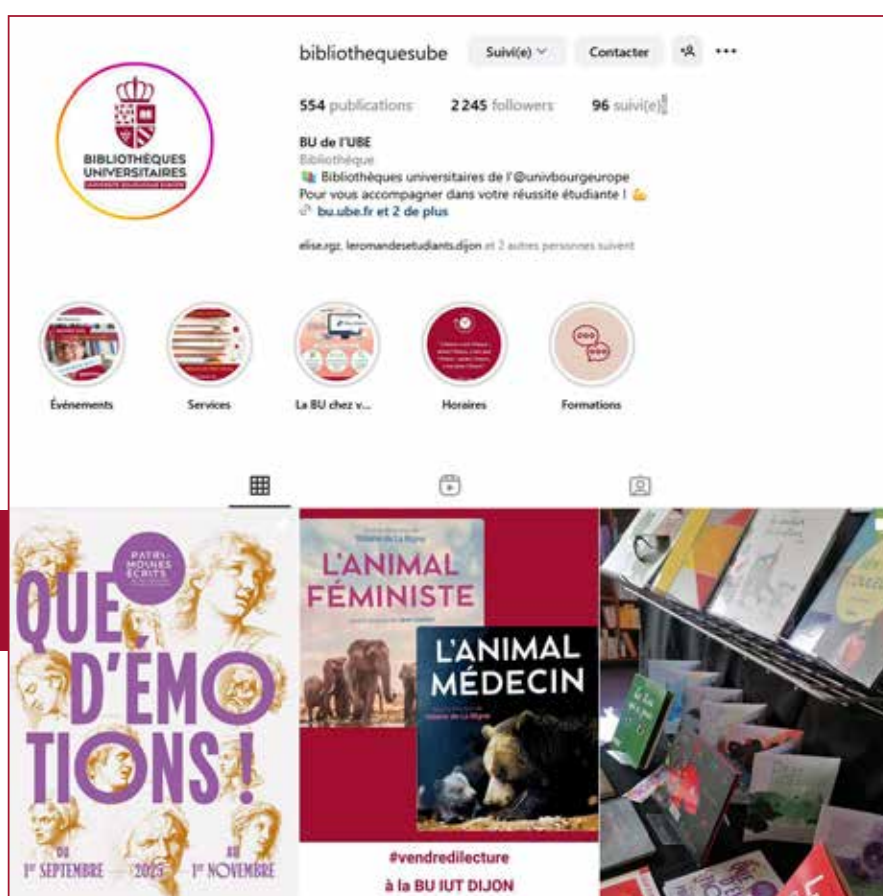 bibliothequesube Suivi(e) Contacter
554 publications 2 245 followers 96 suivi(e)s
BU de l'UBE
Bibliothèque
Bibliothèques universitaires de l'@univbourgeurope
Pour vous accompagner dans votre réussite étudiante !
bu.ube.fr et 2 de plus
elise.rgz, leromandesetudiants.dijon et 2 autres personnes suivent
BIBLIOTHÈQUES
UNIVERSITAIRES
UNIVERSITÉ BOURGOGNE EUROPE
Événements Services La BU chez v... Horaires Formations
PATRI-
MOINES
ÉCRITS
QUE
D'ÉMO
TIONS !
DU
1ER SEPTEMBRE 2025
AU
1ER NOVEMBRE
L'ANIMAL
FÉMINISTE
L'ANIMAL
MÉDECIN
#vendredilecture
à la BU IUT DIJON